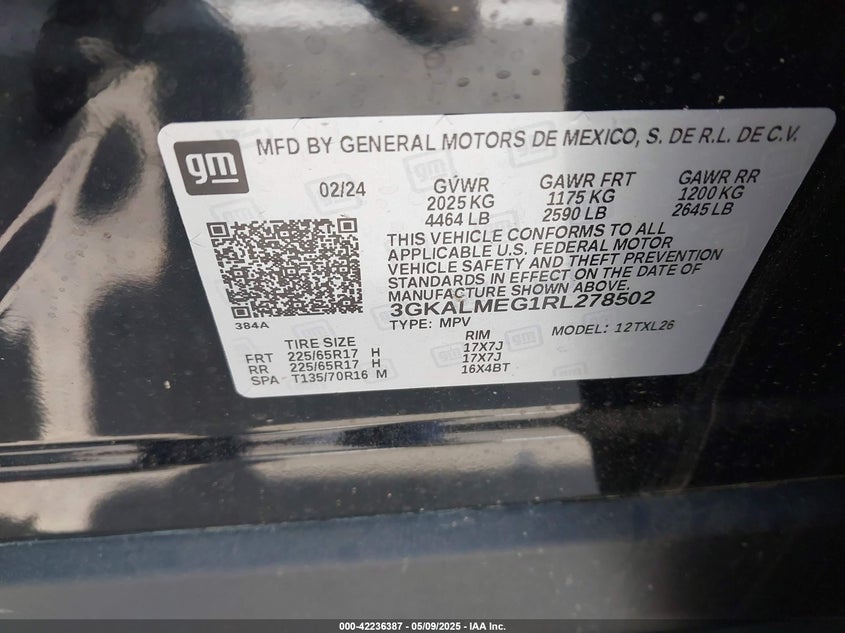 gm
MFD BY GENERAL MOTORS DE MEXICO, S. DE R.L. DE C.V.
02/24 GVWR GAWR FRT GAWR RR
2025 KG 1175 KG 1200 KG
4464 LB 2590 LB 2645 LB
THIS VEHICLE CONFORMS TO ALL
APPLICABLE U.S. FEDERAL MOTOR
VEHICLE SAFETY AND THEFT PREVENTION
STANDARDS IN EFFECT ON THE DATE OF
MANUFACTURE SHOWN ABOVE.
3GKALMEG1RL278502
384A
TYPE: MPV MODEL: 12TXL26
TIRE SIZE RIM
FRT 225/65R17 H 17X7J
RR 225/65R17 H 17X7J
SPA T135/70R16 M 16X4BT
000-42236387 - 05/09/2025 - IAA Inc.